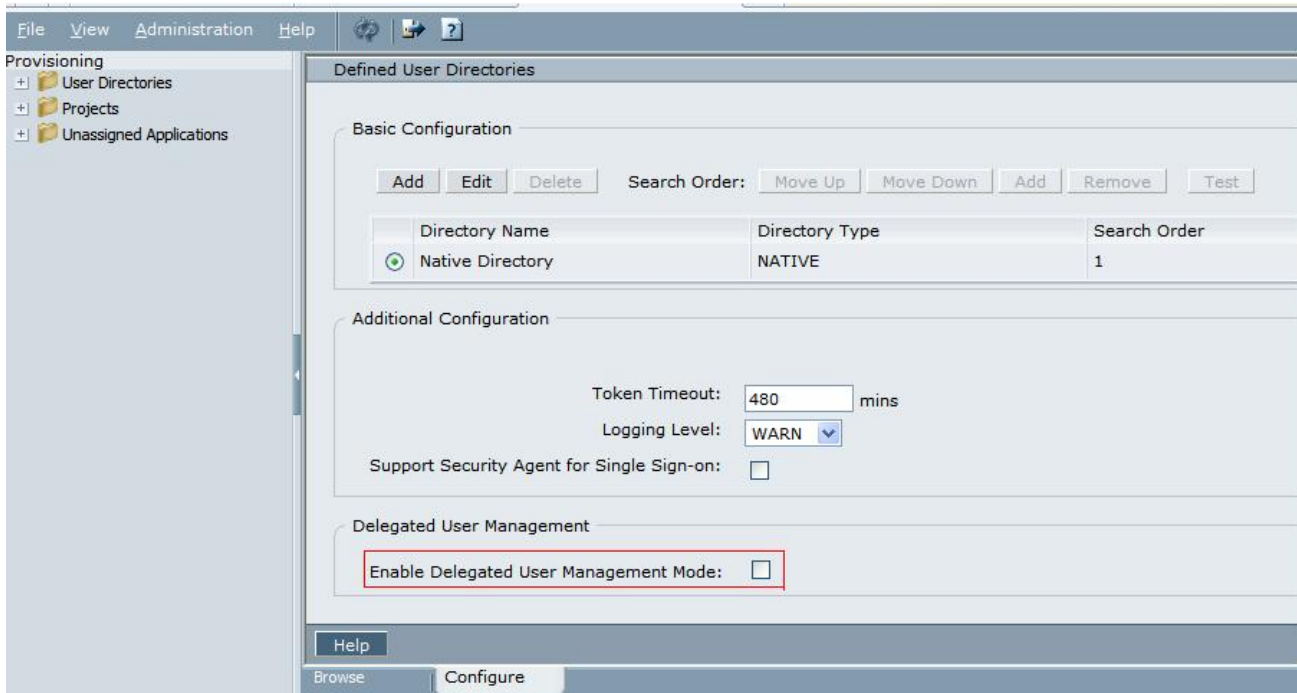 File View Administration Help
Provisioning
User Directories
Projects
Unassigned Applications
Defined User Directories
Basic Configuration
Add Edit Delete Search Order: Move Up Move Down Add Remove Test
Directory Name Directory Type Search Order
Native Directory NATIVE 1
Additional Configuration
Token Timeout: 480 mins
Logging Level: WARN
Support Security Agent for Single Sign-on:
Delegated User Management
Enable Delegated User Management Mode:
Help
Browse Configure